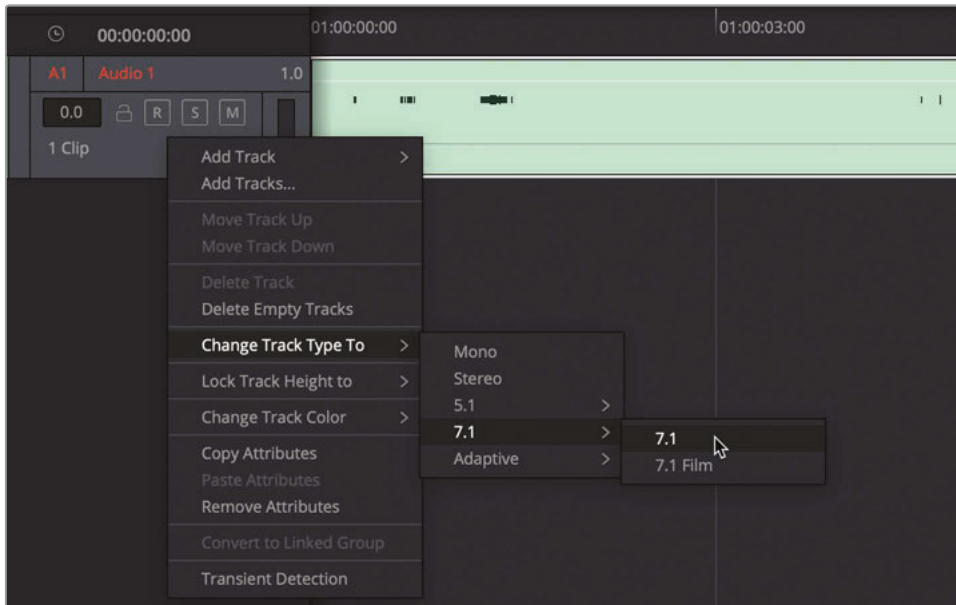 00:00:00:00
01:00:00:00
01:00:03:00
A1 Audio 1 1.0
0.0 R S M
1 Clip
Add Track
Add Tracks...
Move Track Up
Move Track Down
Delete Track
Delete Empty Tracks
Change Track Type To
Lock Track Height to
Change Track Color
Copy Attributes
Paste Attributes
Remove Attributes
Convert to Linked Group
Transient Detection
Mono
Stereo
5.1
7.1
Adaptive
7.1
7.1 Film